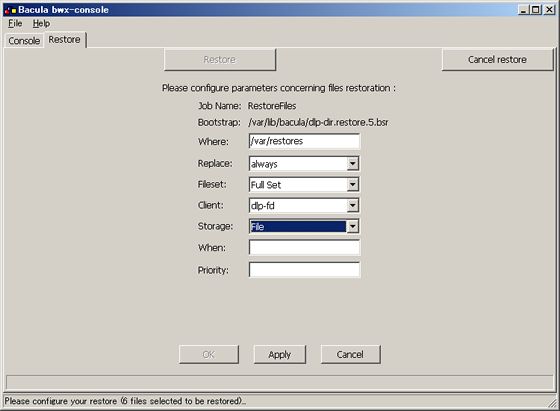 Bacula bwx-console
File Help
Console Restore
Restore Cancel restore
Please configure parameters concerning files restoration :
Job Name: RestoreFiles
Bootstrap: /var/lib/bacula/dlp-dir.restore.5.bsr
Where: /var/restores
Replace: always
Fileset: Full Set
Client: dlp-fd
Storage: File
When:
Priority:
OK Apply Cancel
Please configure your restore (6 files selected to be restored)..